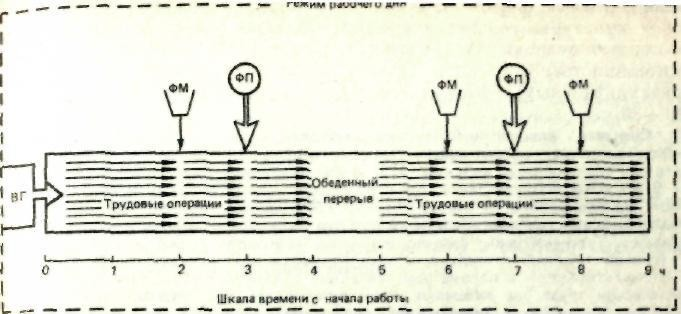 Режим рабочего дня
ФМ
ФП
ФМ
ФП
ФМ
ВГ
Трудовые операции
Обеденный
перерыв
Трудовые операции
0 1 2 3 4 5 6 7 8 9 ч
Шкала времени с начала работы